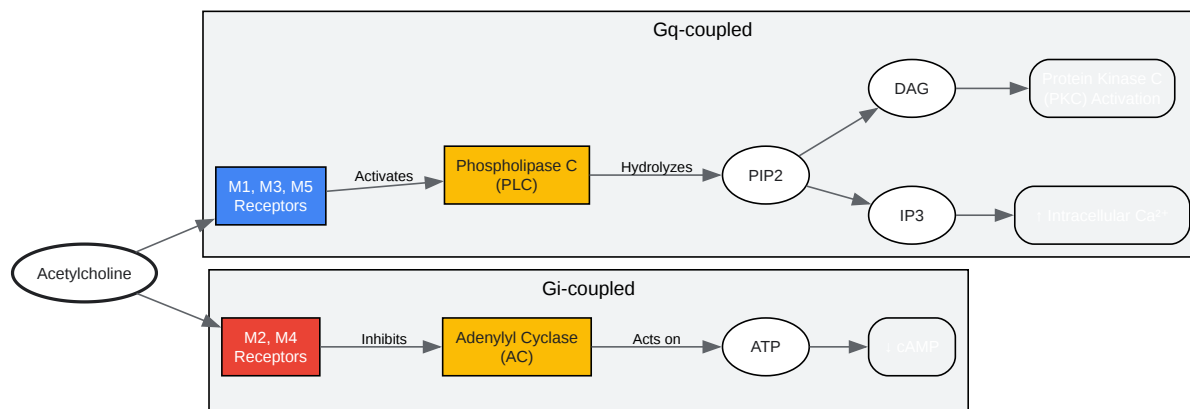 Gq-coupled
DAG
Protein Kinase C
(PKC) Activation
Activates
Phospholipase C
(PLC)
Hydrolyzes
PIP2
M1, M3, M5
Receptors
IP3
↑ Intracellular Ca²⁺
Acetylcholine
Gi-coupled
M2, M4
Receptors
Inhibits
Adenylyl Cyclase
(AC)
Acts on
ATP
↓ cAMP